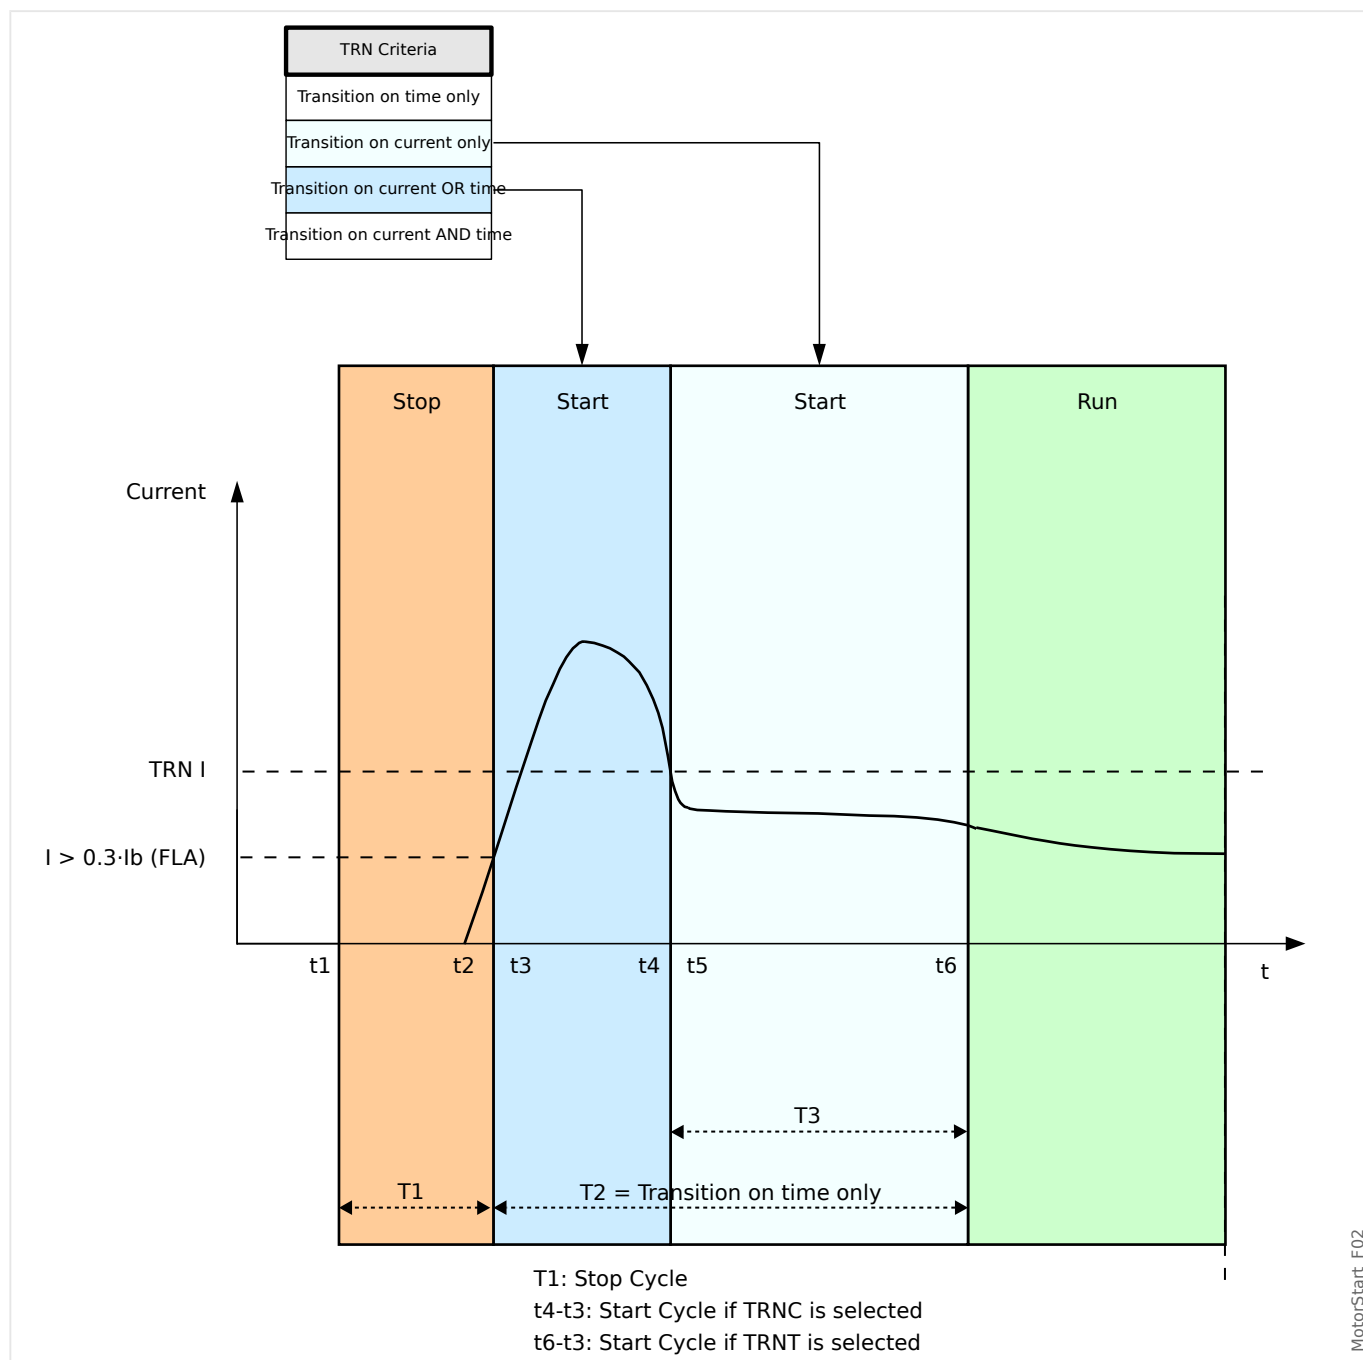 TRN Criteria
Transition on time only
Transition on current only
Transition on current OR time
Transition on current AND time
Stop Start Start Run
Current
TRN I
I > 0.3·Ib (FLA)
t1 t2 t3 t4 t5 t6 t
T3
T1 T2 = Transition on time only
T1: Stop Cycle
t4-t3: Start Cycle if TRNC is selected
t6-t3: Start Cycle if TRNT is selected
MotorStart_F02